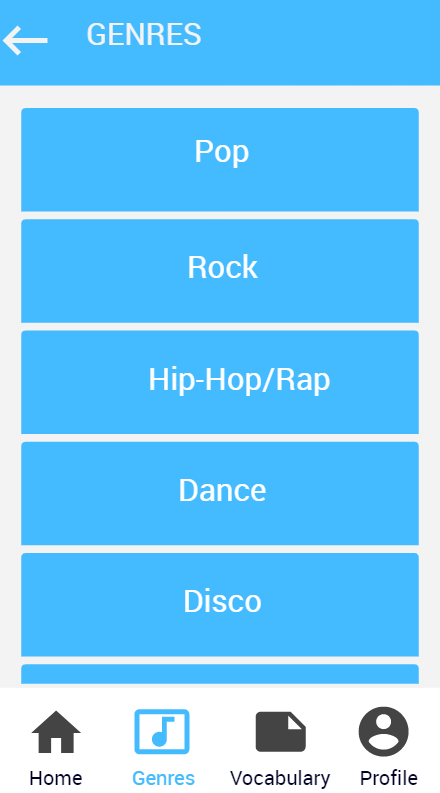 GENRES
Pop
Rock
Hip-Hop/Rap
Dance
Disco
Home
Genres
Vocabulary
Profile